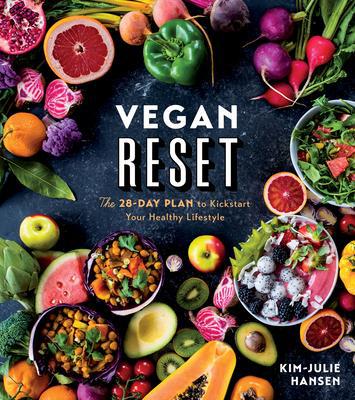 VEGAN
RESET
The 28-DAY PLAN to Kickstart
Your Healthy Lifestyle
KIM-JULIE
HANSEN